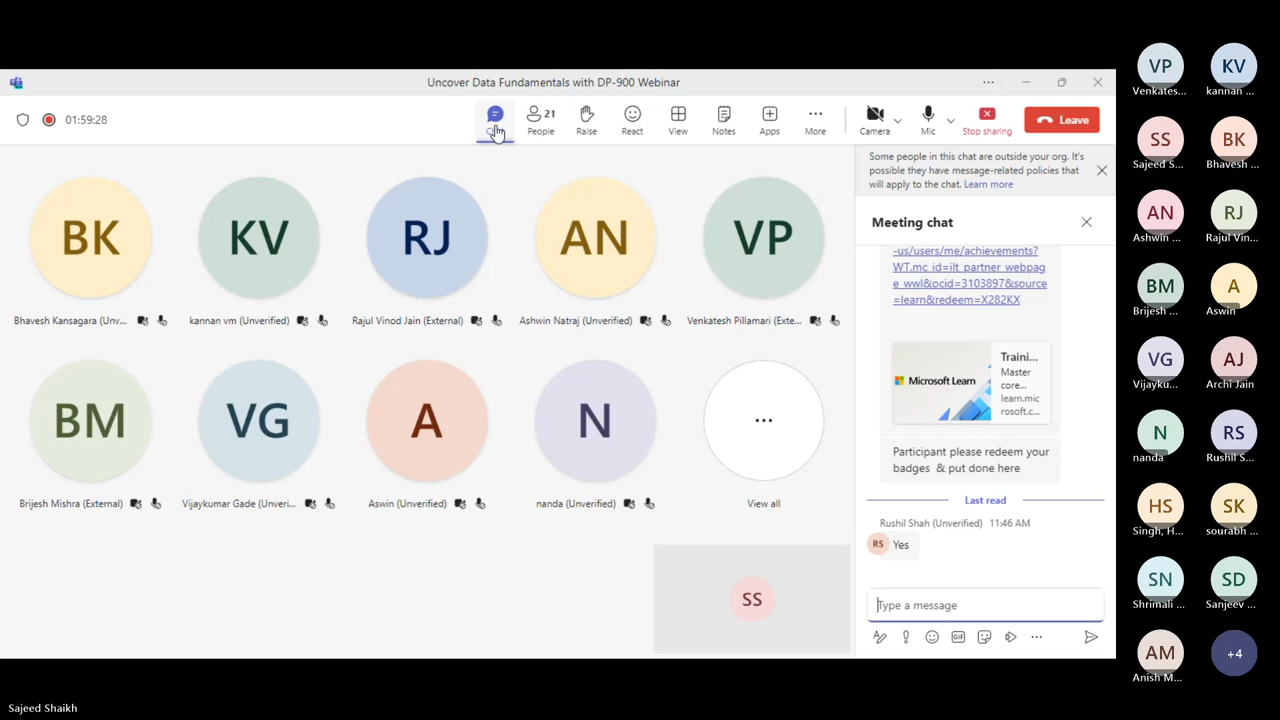 Uncover Data Fundamentals with DP-900 Webinar
01:59:28
21
People
Raise
React
View
Notes
Apps
More
Camera
Mic
Stop sharing
Leave
BK
KV
RJ
AN
VP
Bhavesh Kansagara (Unv...
kannan vm (Unverified)
Rajul Vinod Jain (External)
Ashwin Natraj (Unverified)
Venkatesh Pillamari (Exte...
BM
VG
A
N
...
Brijesh Mishra (External)
Vijaykumar Gade (Unveri...
Aswin (Unverified)
nanda (Unverified)
View all
SS
Some people in this chat are outside your org. It's
possible they have message-related policies that
will apply to the chat. Learn more
Meeting chat
-us/users/me/achievements?
WT.mc_id=ilt_partner_webpag
e_wwl&ocid=3103897&source
=learn&redeem=X282KX
Microsoft Learn
Traini...
Master
core...
learn.mic
rosoft.c...
Participant please redeem your
badges & put done here
Last read
Rushil Shah (Unverified) 11:46 AM
RS Yes
Type a message
GIF
VP
KV
Venkates...
kannan ...
SS
BK
Sajeed S...
Bhavesh ...
AN
RJ
Ashwin ...
Rajul Vin...
BM
A
Brijesh ...
Aswin
VG
AJ
Vijayku...
Archi Jain
N
RS
nanda
Rushil S...
HS
SK
Singh, H...
sourabh ...
SN
SD
Shrimali ...
Sanjeev ...
AM
+4
Anish M...
Sajeed Shaikh